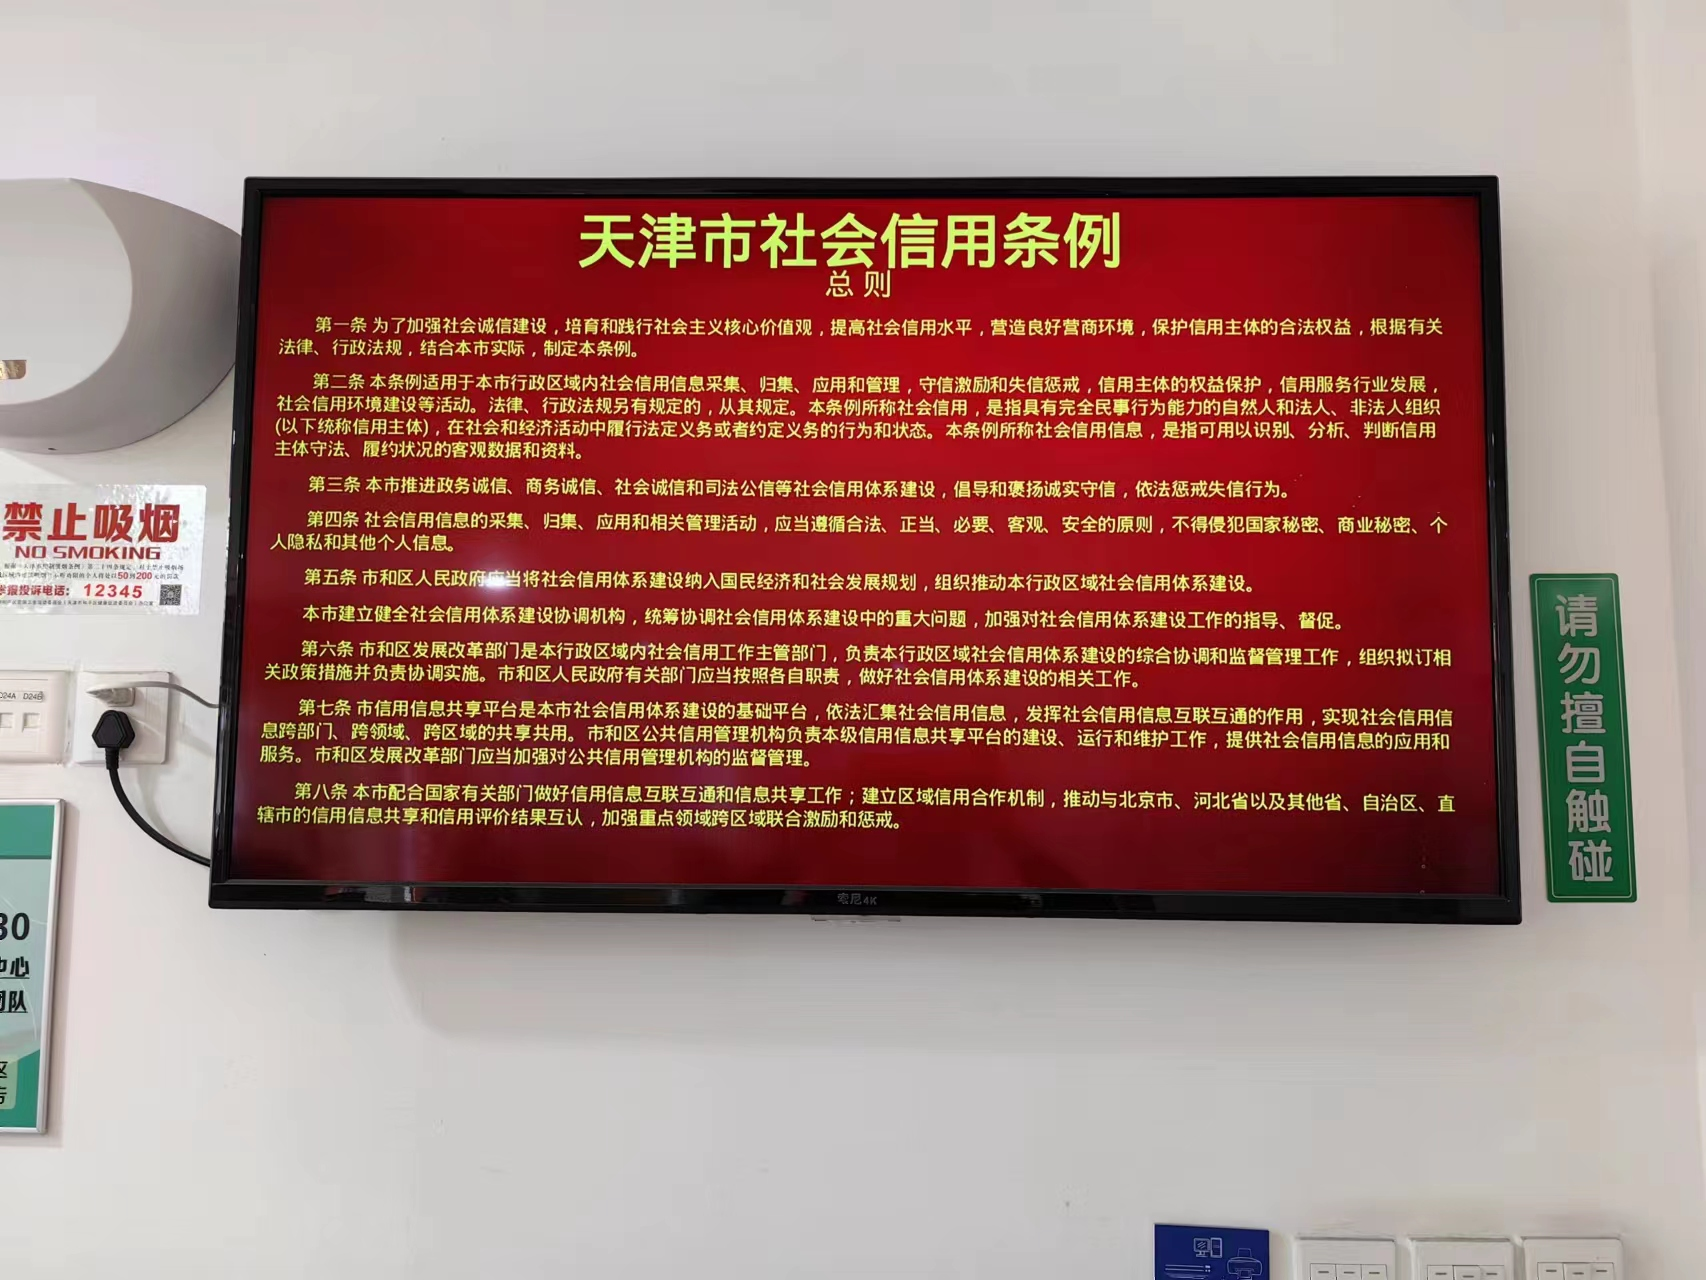 天津市社会信用条例
总 则
第一条 为了加强社会诚信建设，培育和践行社会主义核心价值观，提高社会信用水平，营造良好营商环境，保护信用主体的合法权益，根据有关
法律、行政法规，结合本市实际，制定本条例。
第二条 本条例适用于本市行政区域内社会信用信息采集、归集、应用和管理，守信激励和失信惩戒，信用主体的权益保护，信用服务行业发展，
社会信用环境建设等活动。法律、行政法规另有规定的，从其规定。本条例所称社会信用，是指具有完全民事行为能力的自然人和法人、非法人组织
(以下统称信用主体)，在社会和经济活动中履行法定义务或者约定义务的行为和状态。本条例所称社会信用信息，是指可用以识别、分析、判断信用
主体守法、履约状况的客观数据和资料。
第三条 本市推进政务诚信、商务诚信、社会诚信和司法公信等社会信用体系建设，倡导和褒扬诚实守信，依法惩戒失信行为。
第四条 社会信用信息的采集、归集、应用和相关管理活动，应当遵循合法、正当、必要、客观、安全的原则，不得侵犯国家秘密、商业秘密、个
人隐私和其他个人信息。
第五条 市和区人民政府应当将社会信用体系建设纳入国民经济和社会发展规划，组织推动本行政区域社会信用体系建设。
本市建立健全社会信用体系建设协调机构，统筹协调社会信用体系建设中的重大问题，加强对社会信用体系建设工作的指导、督促。
第六条 市和区发展改革部门是本行政区域内社会信用工作主管部门，负责本行政区域社会信用体系建设的综合协调和监督管理工作，组织拟订相
关政策措施并负责协调实施。市和区人民政府有关部门应当按照各自职责，做好社会信用体系建设的相关工作。
第七条 市信用信息共享平台是本市社会信用体系建设的基础平台，依法汇集社会信用信息，发挥社会信用信息互联互通的作用，实现社会信用信
息跨部门、跨领域、跨区域的共享共用。市和区公共信用管理机构负责本级信用信息共享平台的建设、运行和维护工作，提供社会信用信息的应用和
服务。市和区发展改革部门应当加强对公共信用管理机构的监督管理。
第八条 本市配合国家有关部门做好信用信息互联互通和信息共享工作；建立区域信用合作机制，推动与北京市、河北省以及其他省、自治区、直
辖市的信用信息共享和信用评价结果互认，加强重点领域跨区域联合激励和惩戒。
索尼4K
请勿擅自触碰
禁止吸烟
NO SMOKING
投诉电话：12345
D24A D24B
30
中心
团队